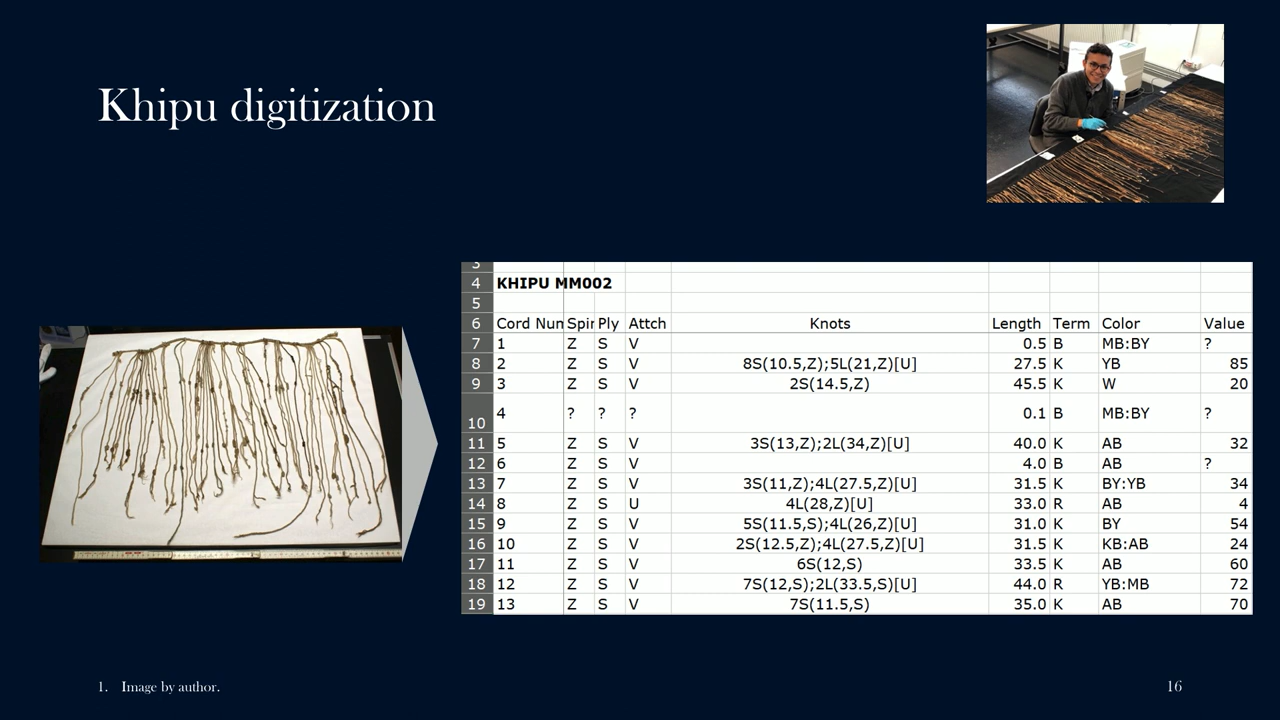 Khipu digitization
3
4 KHIPU MM002
5
6 Cord Num Spin Ply Attch Knots Length Term Color Value
7 1 Z S V 0.5 B MB:BY ?
8 2 Z S V 8S(10.5,Z);5L(21,Z)[U] 27.5 K YB 85
9 3 Z S V 2S(14.5,Z) 45.5 K W 20
10 4 ? ? ? 0.1 B MB:BY ?
11 5 Z S V 3S(13,Z);2L(34,Z)[U] 40.0 K AB 32
12 6 Z S V 4.0 B AB ?
13 7 Z S V 3S(11,Z);4L(27.5,Z)[U] 31.5 K BY:YB 34
14 8 Z S U 4L(28,Z)[U] 33.0 R AB 4
15 9 Z S V 5S(11.5,S);4L(26,Z)[U] 31.0 K BY 54
16 10 Z S V 2S(12.5,Z);4L(27.5,Z)[U] 31.5 K KB:AB 24
17 11 Z S V 6S(12,S) 33.5 K AB 60
18 12 Z S V 7S(12,S);2L(33.5,S)[U] 44.0 R YB:MB 72
19 13 Z S V 7S(11.5,S) 35.0 K AB 70
1. Image by author.
16